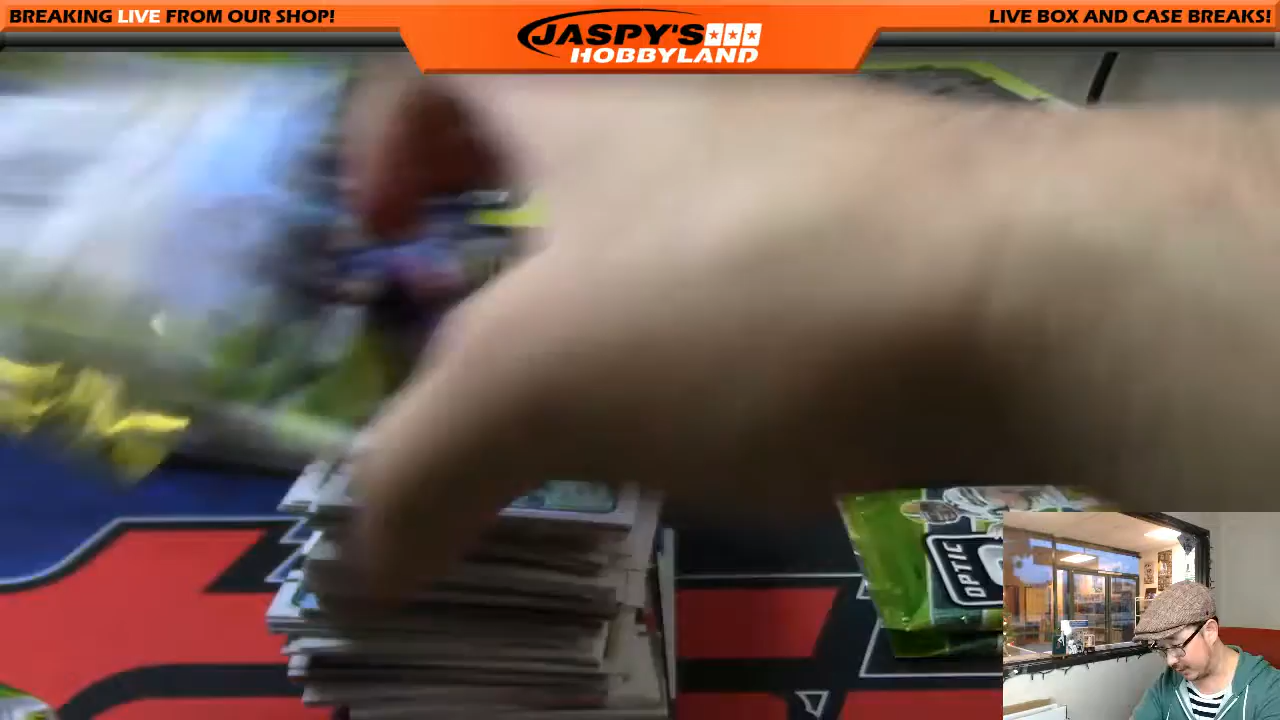 BREAKING LIVE FROM OUR SHOP!
JASPY'S
HOBBYLAND
LIVE BOX AND CASE BREAKS!
OPTIC